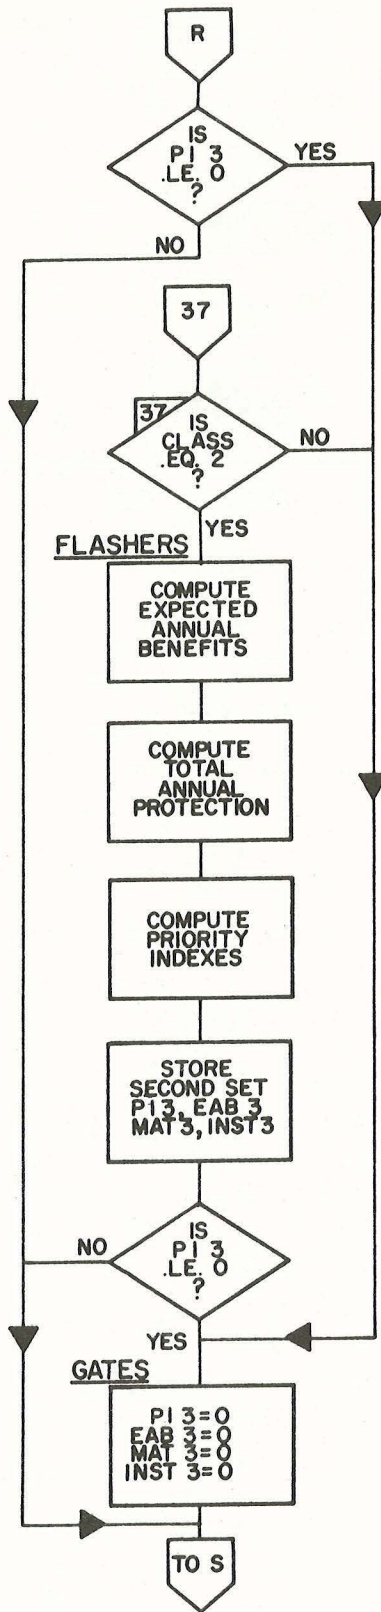 R
IS
PI 3
.LE. 0
?
YES
NO
37
37
IS
CLASS
.EQ. 2
?
NO
YES
FLASHERS
COMPUTE
EXPECTED
ANNUAL
BENEFITS
COMPUTE
TOTAL
ANNUAL
PROTECTION
COMPUTE
PRIORITY
INDEXES
STORE
SECOND SET
PI 3, EAB 3
MAT 3, INST 3
IS
PI 3
.LE. 0
?
NO
YES
GATES
PI 3=0
EAB 3=0
MAT 3=0
INST 3=0
TO S